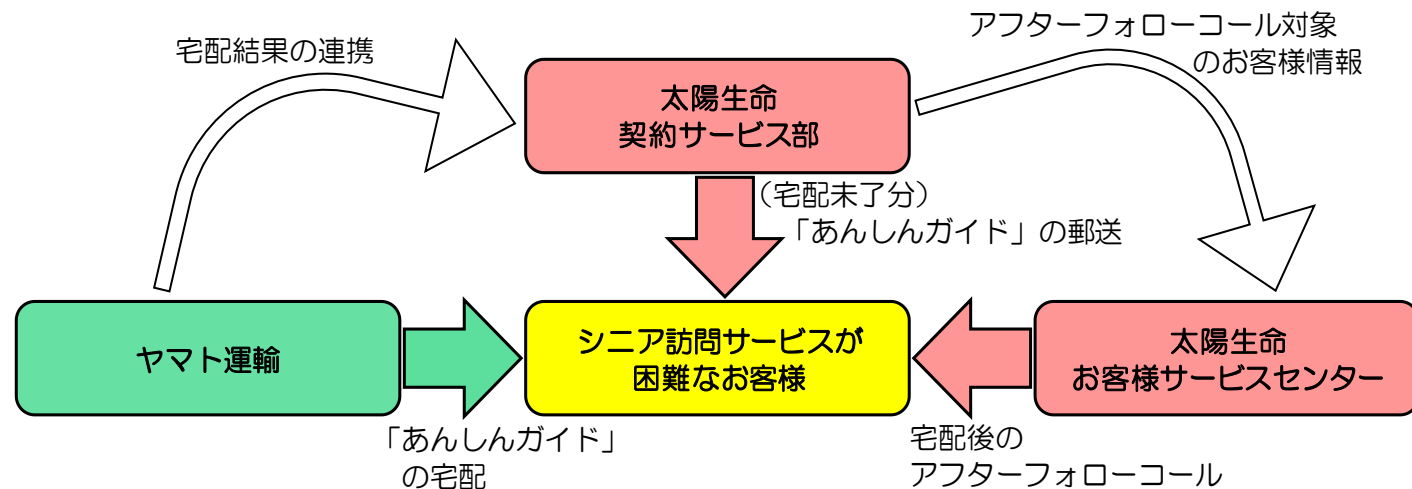 宅配結果の連携
アフターフォローコール対象
のお客様情報
太陽生命
契約サービス部
(宅配未了分)
「あんしんガイド」の郵送
ヤマト運輸
シニア訪問サービスが
困難なお客様
太陽生命
お客様サービスセンター
「あんしんガイド」
の宅配
宅配後の
アフターフォローコール